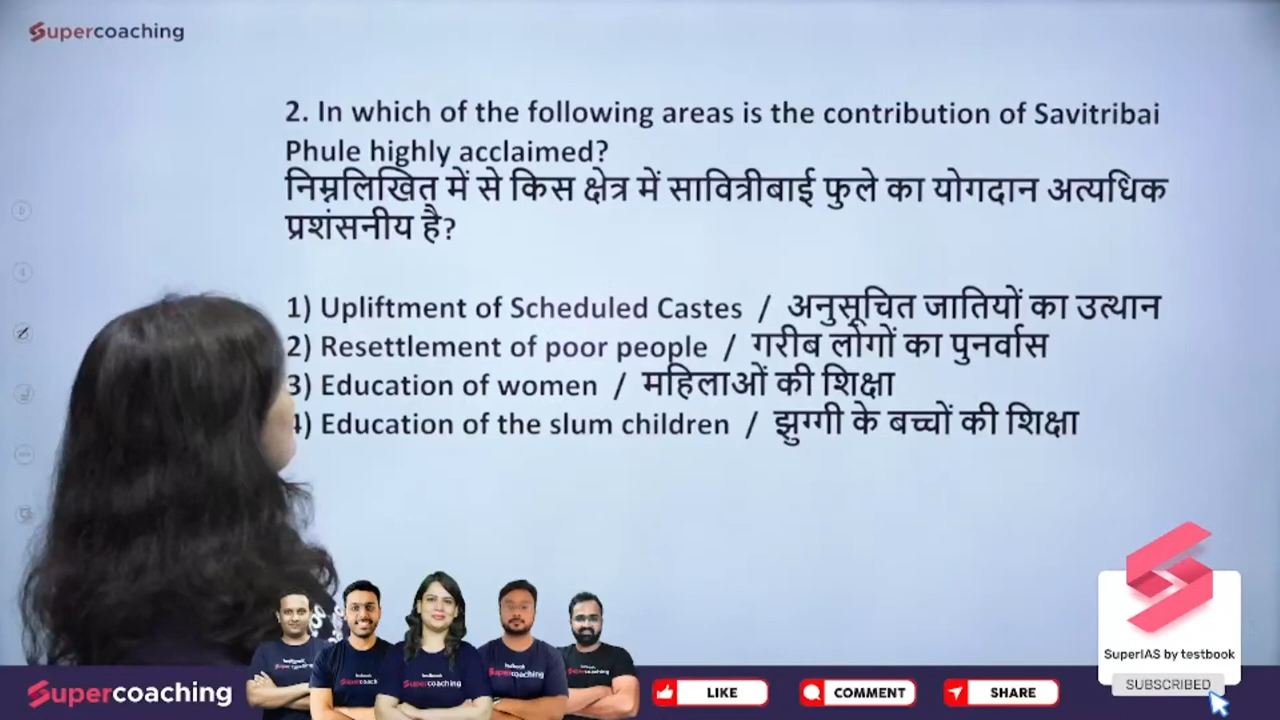 Supercoaching
2. In which of the following areas is the contribution of Savitribai
Phule highly acclaimed?
निम्नलिखित में से किस क्षेत्र में सावित्रीबाई फुले का योगदान अत्यधिक
प्रशंसनीय है?
1) Upliftment of Scheduled Castes / अनुसूचित जातियों का उत्थान
2) Resettlement of poor people / गरीब लोगों का पुनर्वास
3) Education of women / महिलाओं की शिक्षा
4) Education of the slum children / झुग्गी के बच्चों की शिक्षा
SuperIAS by testbook
SUBSCRIBED
Supercoaching
LIKE
COMMENT
SHARE